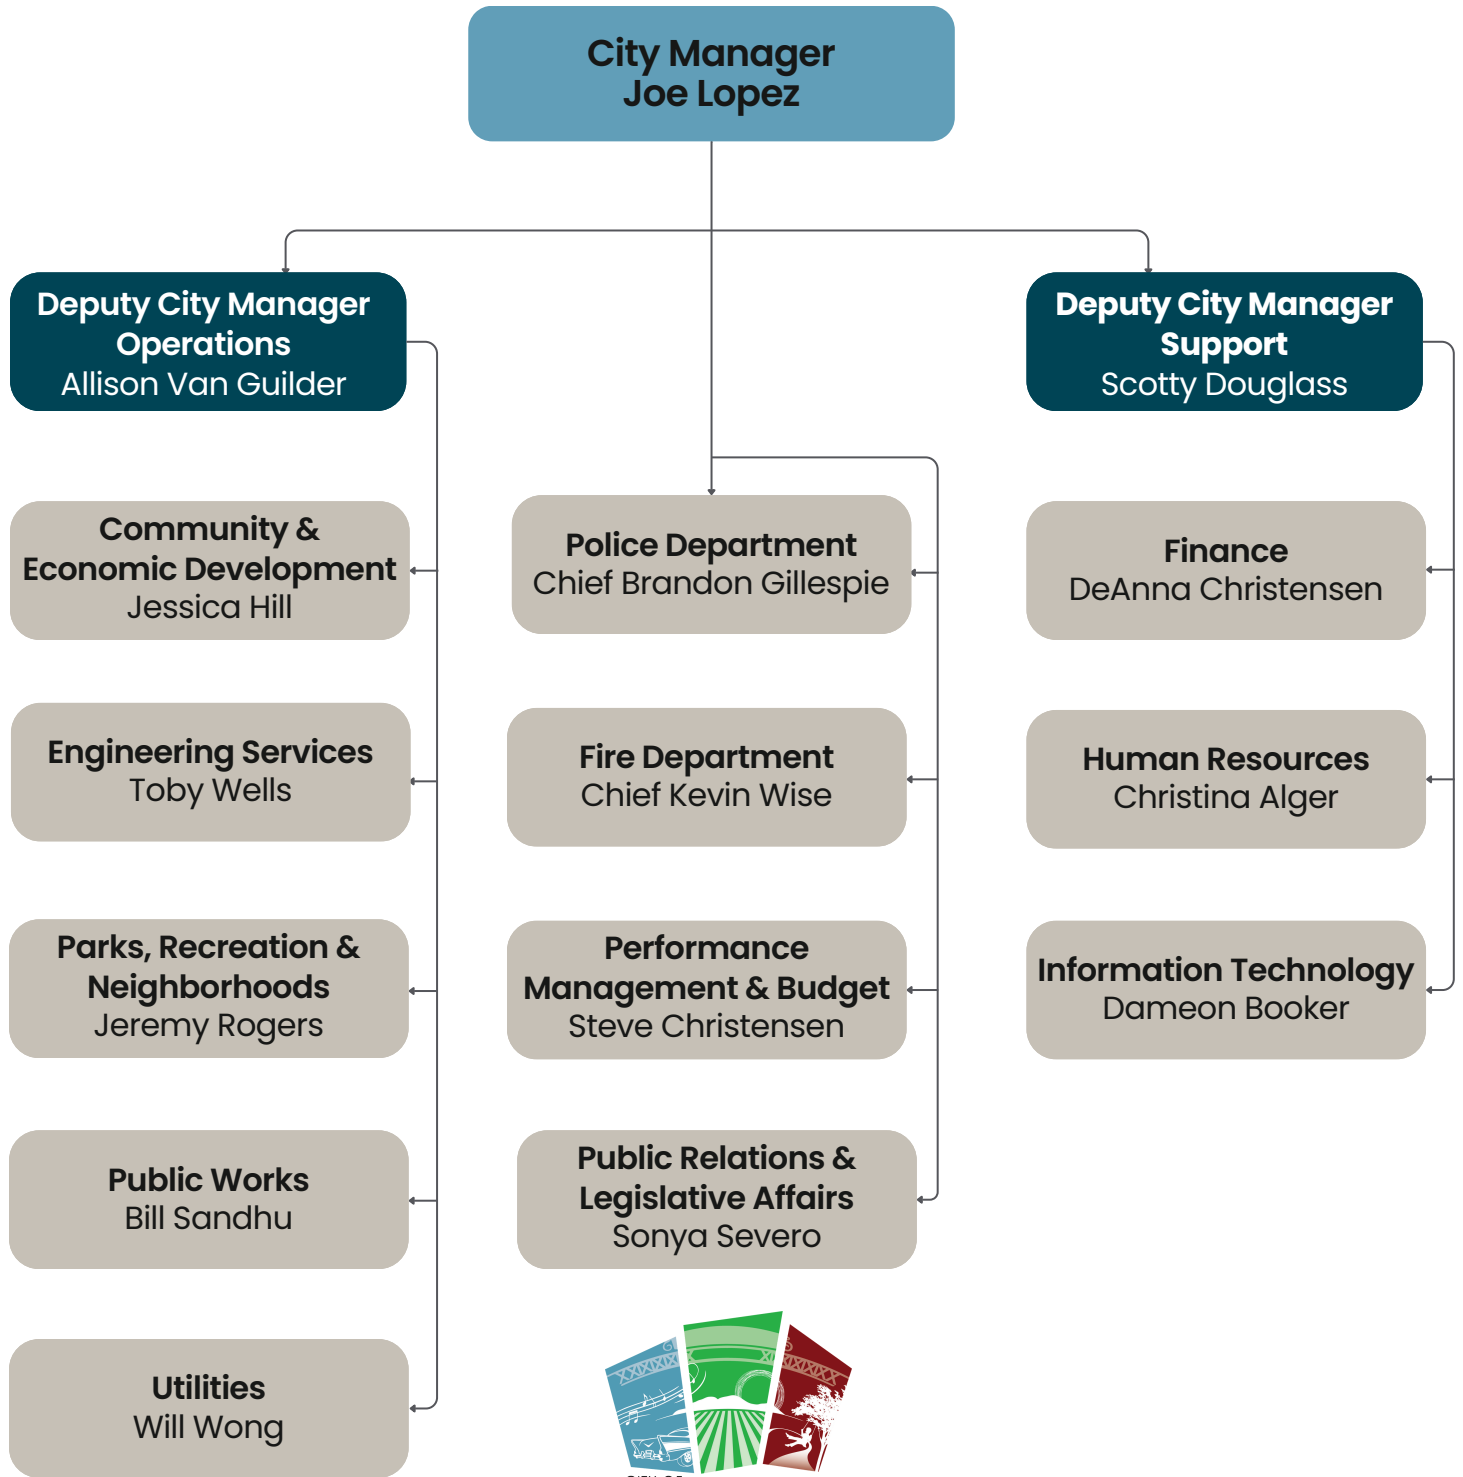 City Manager
Joe Lopez
Deputy City Manager
Operations
Allison Van Guilder
Deputy City Manager
Support
Scotty Douglass
Community &
Economic Development
Jessica Hill
Engineering Services
Toby Wells
Parks, Recreation &
Neighborhoods
Jeremy Rogers
Public Works
Bill Sandhu
Utilities
Will Wong
Police Department
Chief Brandon Gillespie
Fire Department
Chief Kevin Wise
Performance
Management & Budget
Steve Christensen
Public Relations &
Legislative Affairs
Sonya Severo
Finance
DeAnna Christensen
Human Resources
Christina Alger
Information Technology
Dameon Booker